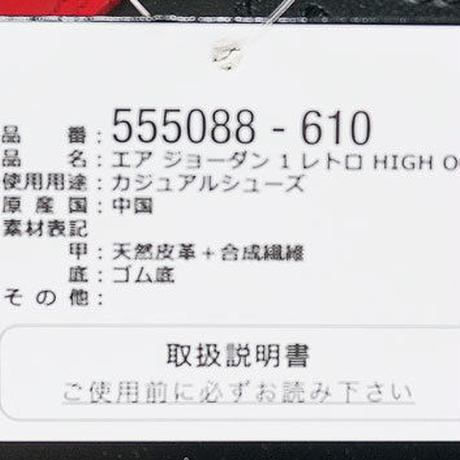 品番：555088 - 610
品名：エア ジョーダン 1 レトロ HIGH O
使用用途：カジュアルシューズ
原産国：中国
素材表記
甲：天然皮革＋合成繊維
底：ゴム底
その他：
取扱説明書
ご使用前に必ずお読み下さい